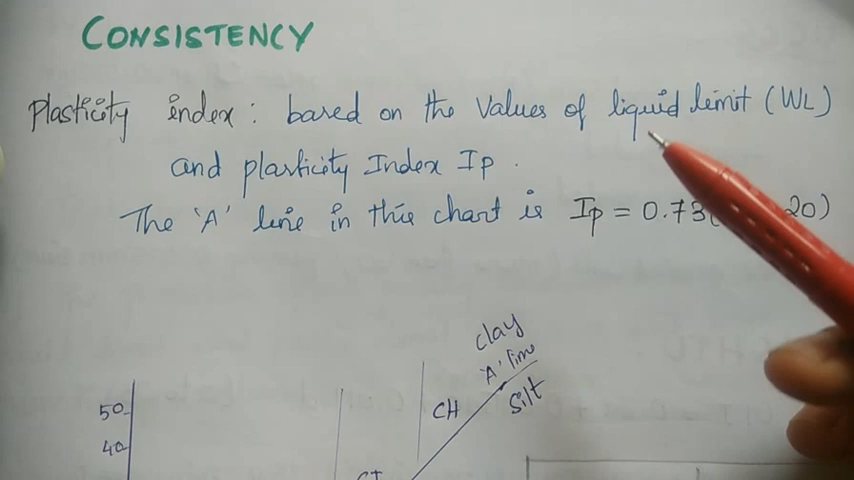 CONSISTENCY
Plasticity index: based on the values of liquid limit (WL)
and plasticity Index Ip.
The 'A' line in this chart is Ip = 0.73( 20)
clay
'A' line
silt
50
CH
40
CI